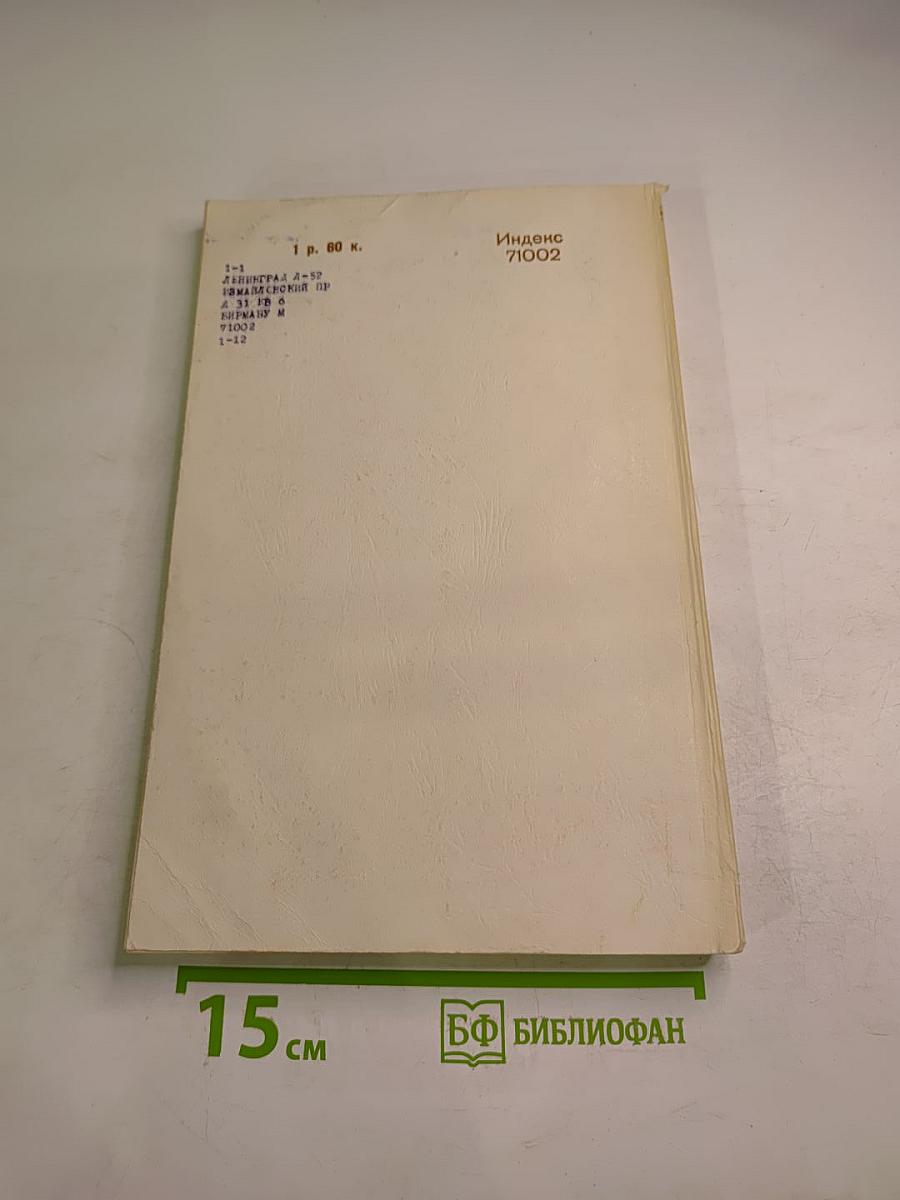 1 р. 60 к.
Индекс
71002
1-1
ЛЕНИНГРАД Л-52
ИЗМАЙЛОВСКИЙ ПР
Д 31 КВ 6
БИРМАНУ М
71002
1-12
15 см
БФ БИБЛИОФАН